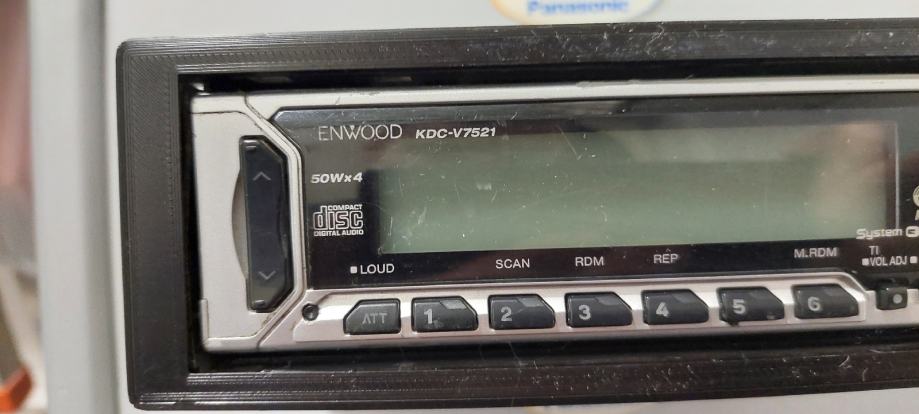 Panasonic
ENWOOD KDC-V7521
50Wx4
COMPACT
disc
DIGITAL AUDIO
System
LOUD
SCAN
RDM
REP
M.RDM
TI
VOL ADJ
ATT
1
2
3
4
5
6